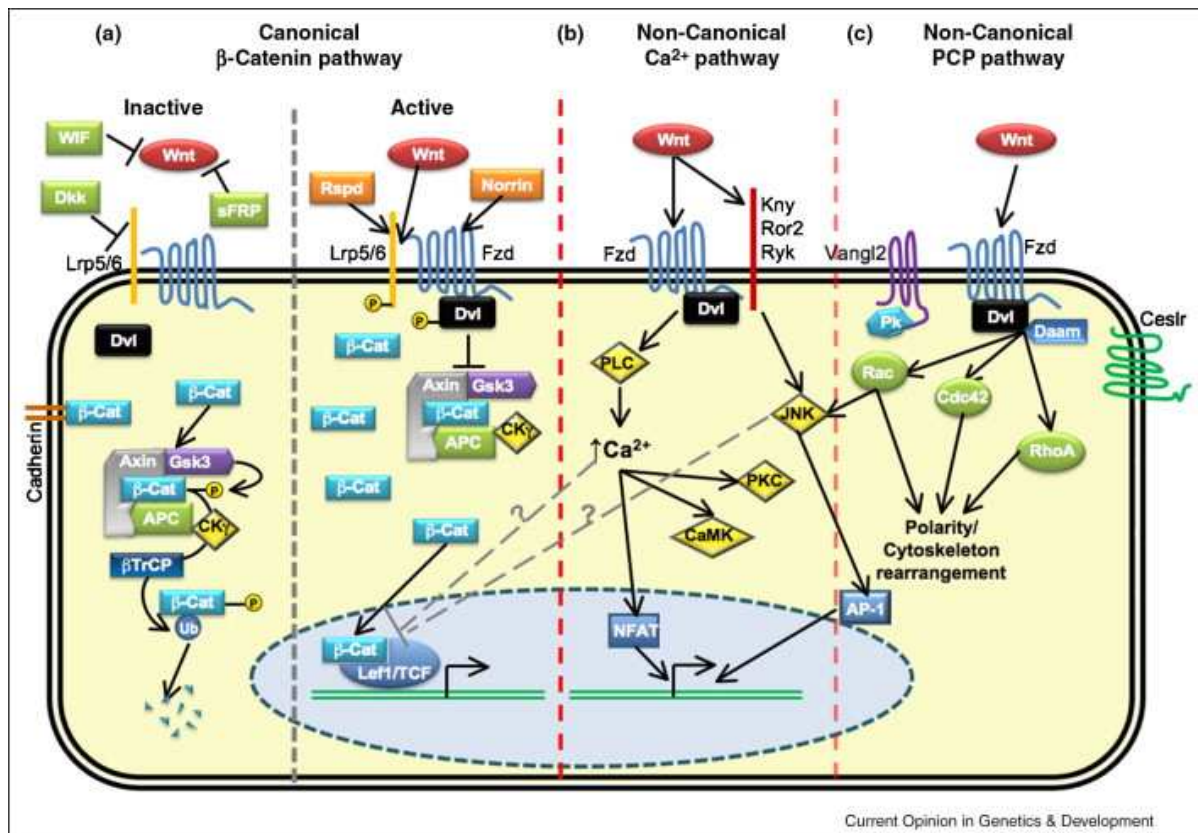 (a)
Canonical
β-Catenin pathway
(b)
Non-Canonical
Ca²⁺ pathway
(c)
Non-Canonical
PCP pathway
Inactive
Active
WIF
Wnt
Dkk
sFRP
Lrp5/6
Dvl
β-Cat
β-Cat
Cadherin
Axin
Gsk3
β-Cat
P
APC
CKγ
βTrCP
β-Cat
P
Ub
Wnt
Rspd
Norrin
Lrp5/6
Fzd
P
P
Dvl
β-Cat
Axin
Gsk3
β-Cat
β-Cat
APC
CKγ
β-Cat
β-Cat
β-Cat
Lef1/TCF
Wnt
Kny
Ror2
Ryk
Fzd
Dvl
PLC
JNK
↑Ca²⁺
PKC
CaMK
?
?
NFAT
AP-1
Wnt
Vangl2
Fzd
Pk
Dvl
Daam
Ceslr
Rac
Cdc42
RhoA
Polarity/
Cytoskeleton
rearrangement
Current Opinion in Genetics & Development